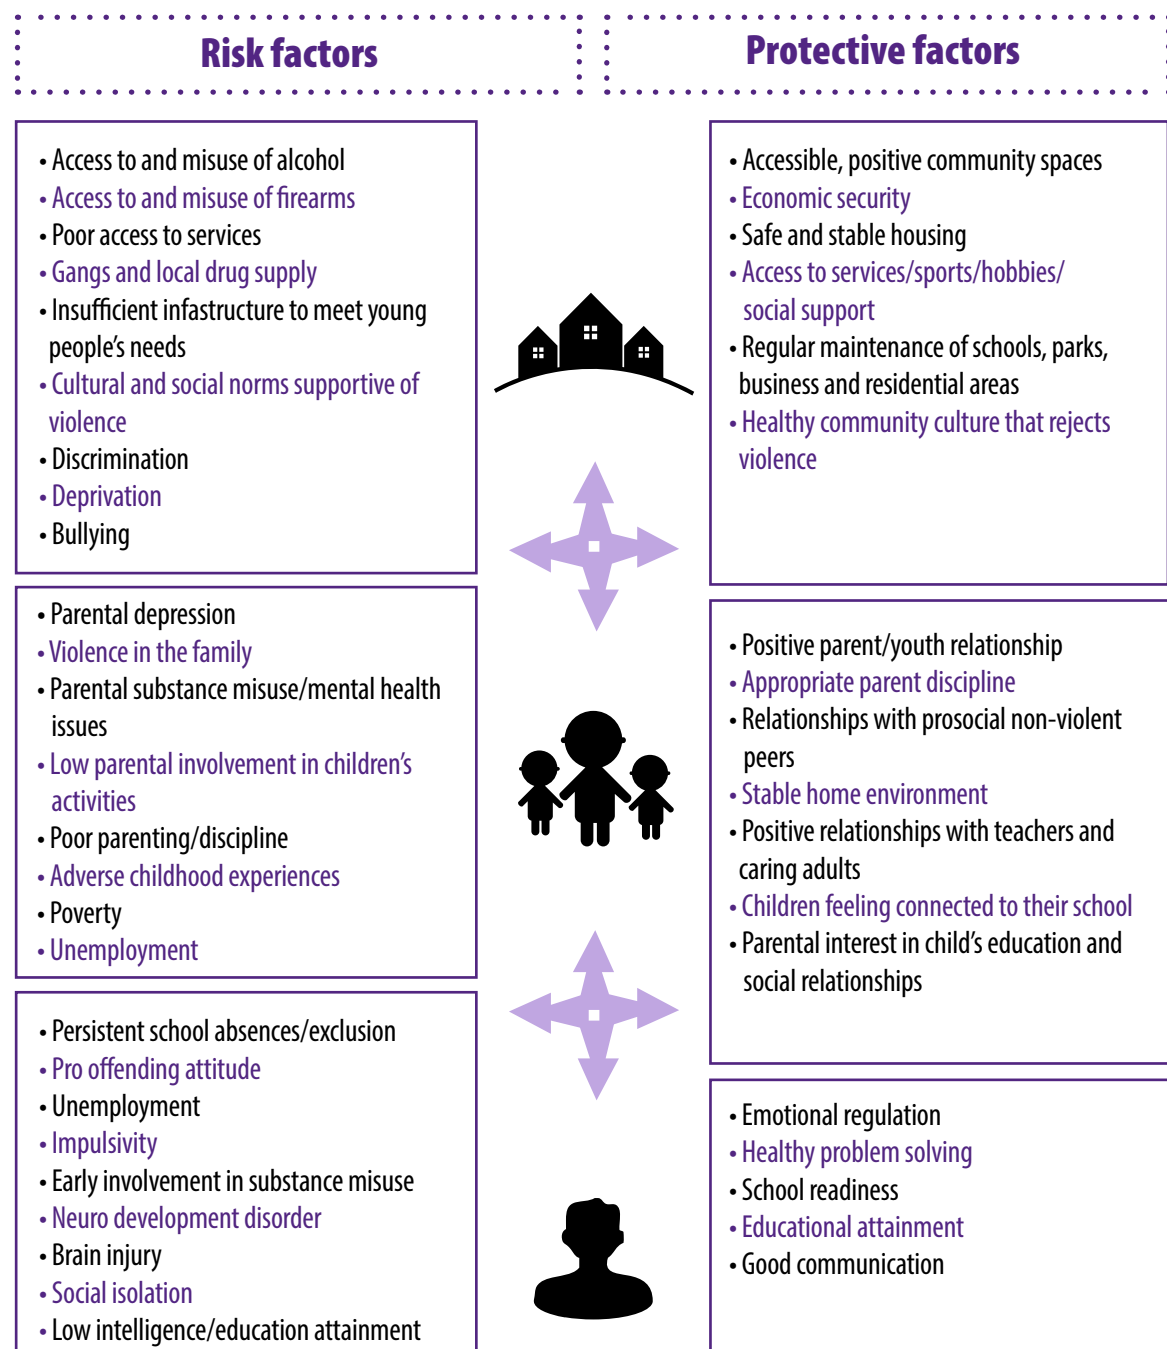 Risk factors
Protective factors
• Access to and misuse of alcohol
• Access to and misuse of firearms
• Poor access to services
• Gangs and local drug supply
• Insufficient infastructure to meet young
people's needs
• Cultural and social norms supportive of
violence
• Discrimination
• Deprivation
• Bullying
• Accessible, positive community spaces
• Economic security
• Safe and stable housing
• Access to services/sports/hobbies/
social support
• Regular maintenance of schools, parks,
business and residential areas
• Healthy community culture that rejects
violence
• Parental depression
• Violence in the family
• Parental substance misuse/mental health
issues
• Low parental involvement in children's
activities
• Poor parenting/discipline
• Adverse childhood experiences
• Poverty
• Unemployment
• Positive parent/youth relationship
• Appropriate parent discipline
• Relationships with prosocial non-violent
peers
• Stable home environment
• Positive relationships with teachers and
caring adults
• Children feeling connected to their school
• Parental interest in child's education and
social relationships
• Persistent school absences/exclusion
• Pro offending attitude
• Unemployment
• Impulsivity
• Early involvement in substance misuse
• Neuro development disorder
• Brain injury
• Social isolation
• Low intelligence/education attainment
• Emotional regulation
• Healthy problem solving
• School readiness
• Educational attainment
• Good communication